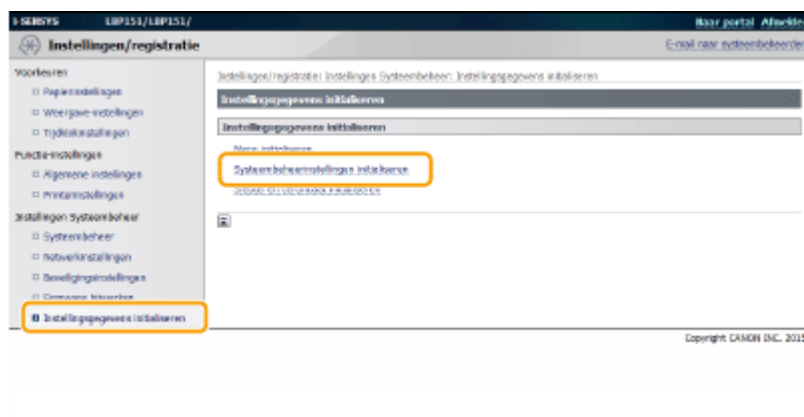 i-SENSYS LBP151/LBP151/ Naar portal Afmelden
Instellingen/registratie E-mail naar systeembeheerder
Voorkeuren
Papierinstellingen
Weergave-instellingen
Tijdklokinstellingen
Functie-instellingen
Algemene instellingen
Printerinstellingen
Instellingen Systeembeheer
Systeembeheer
Netwerkinstellingen
Beveiligingsinstellingen
Instellingsgegevens initialiseren
Instellingen/registratie: Instellingen Systeembeheer: Instellingsgegevens initialiseren
Instellingsgegevens initialiseren
Instellingsgegevens initialiseren
Menu initialiseren
Systeembeheerinstellingen initialiseren
Copyright CANON INC. 2015